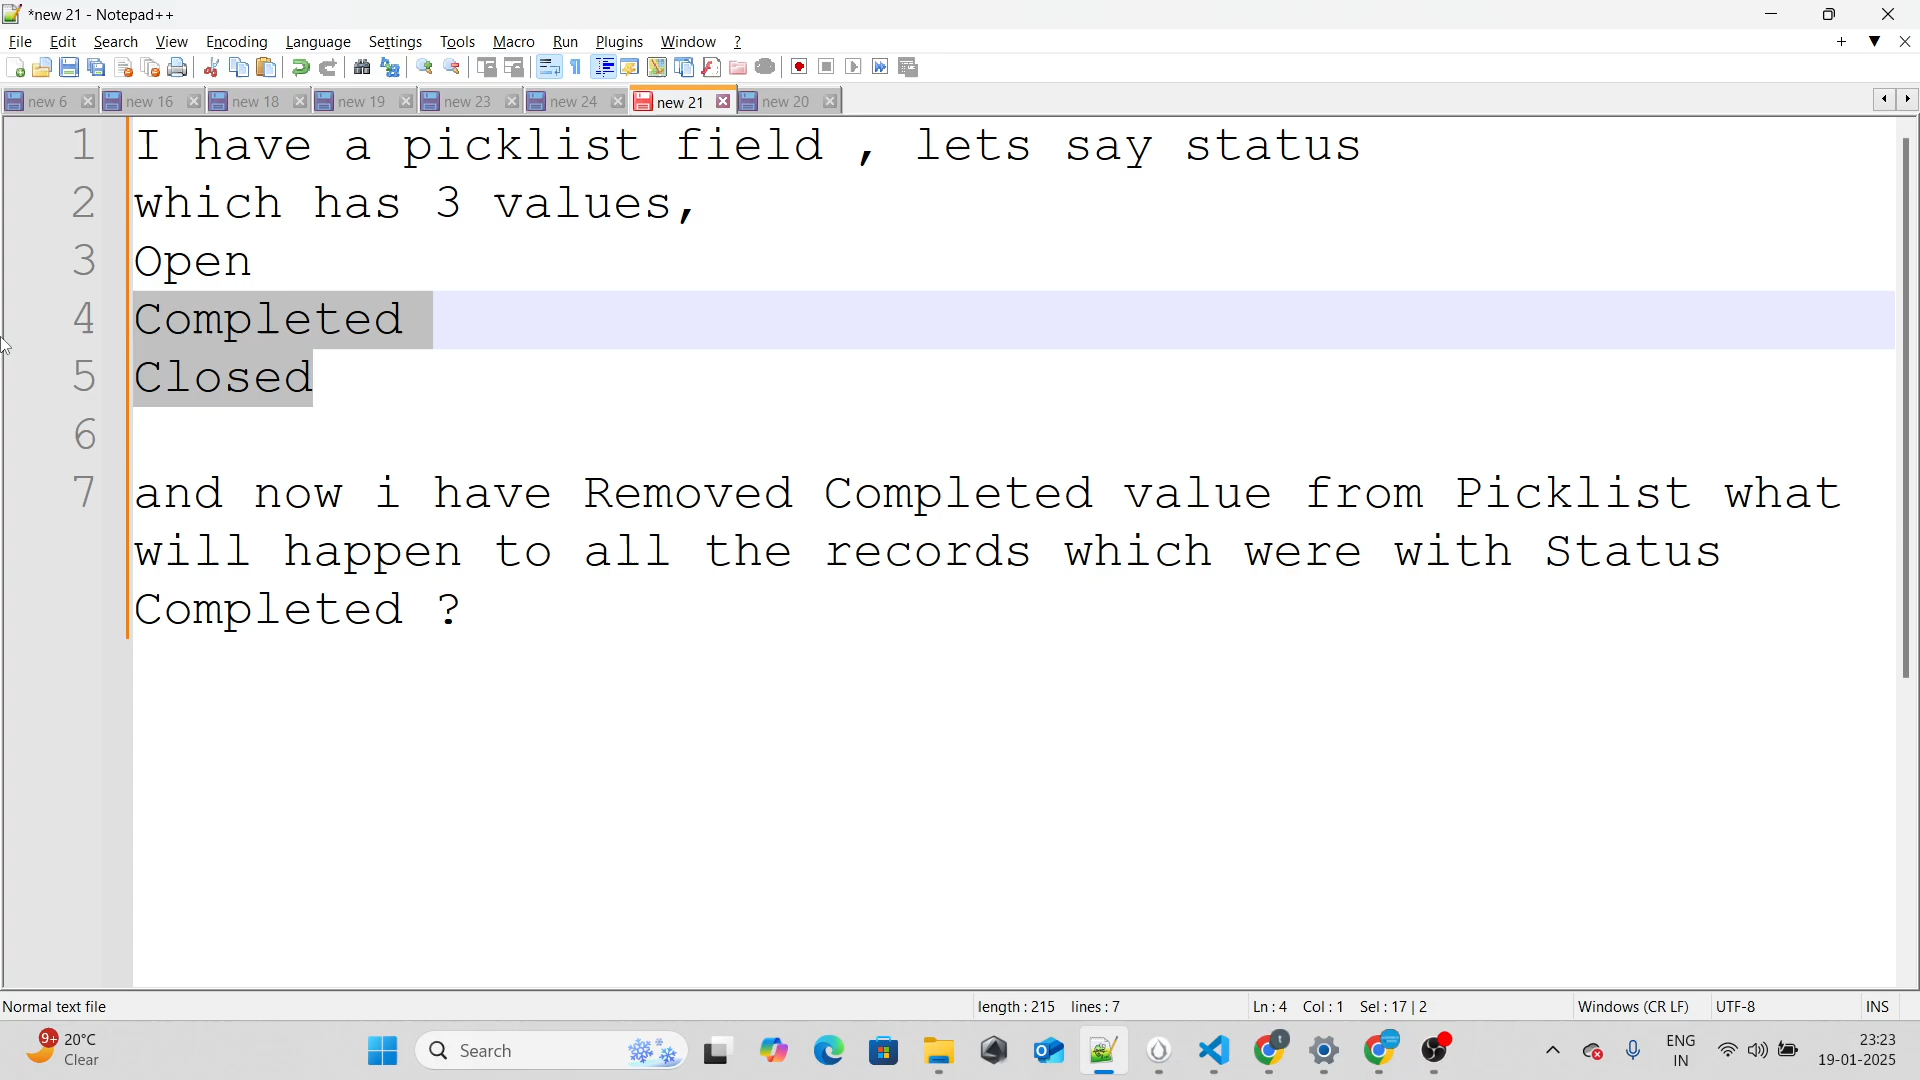 *new 21 - Notepad++
File Edit Search View Encoding Language Settings Tools Macro Run Plugins Window ?
new 6 new 16 new 18 new 19 new 23 new 24 new 21 new 20
1 I have a picklist field , lets say status
2 which has 3 values,
3 Open
4 Completed
5 Closed
6
7 and now i have Removed Completed value from Picklist what
will happen to all the records which were with Status
Completed ?
Normal text file length : 215 lines : 7 Ln : 4 Col : 1 Sel : 17 | 2 Windows (CR LF) UTF-8 INS
9+ 20°C
Clear
Search
t
ENG
IN
23:23
19-01-2025